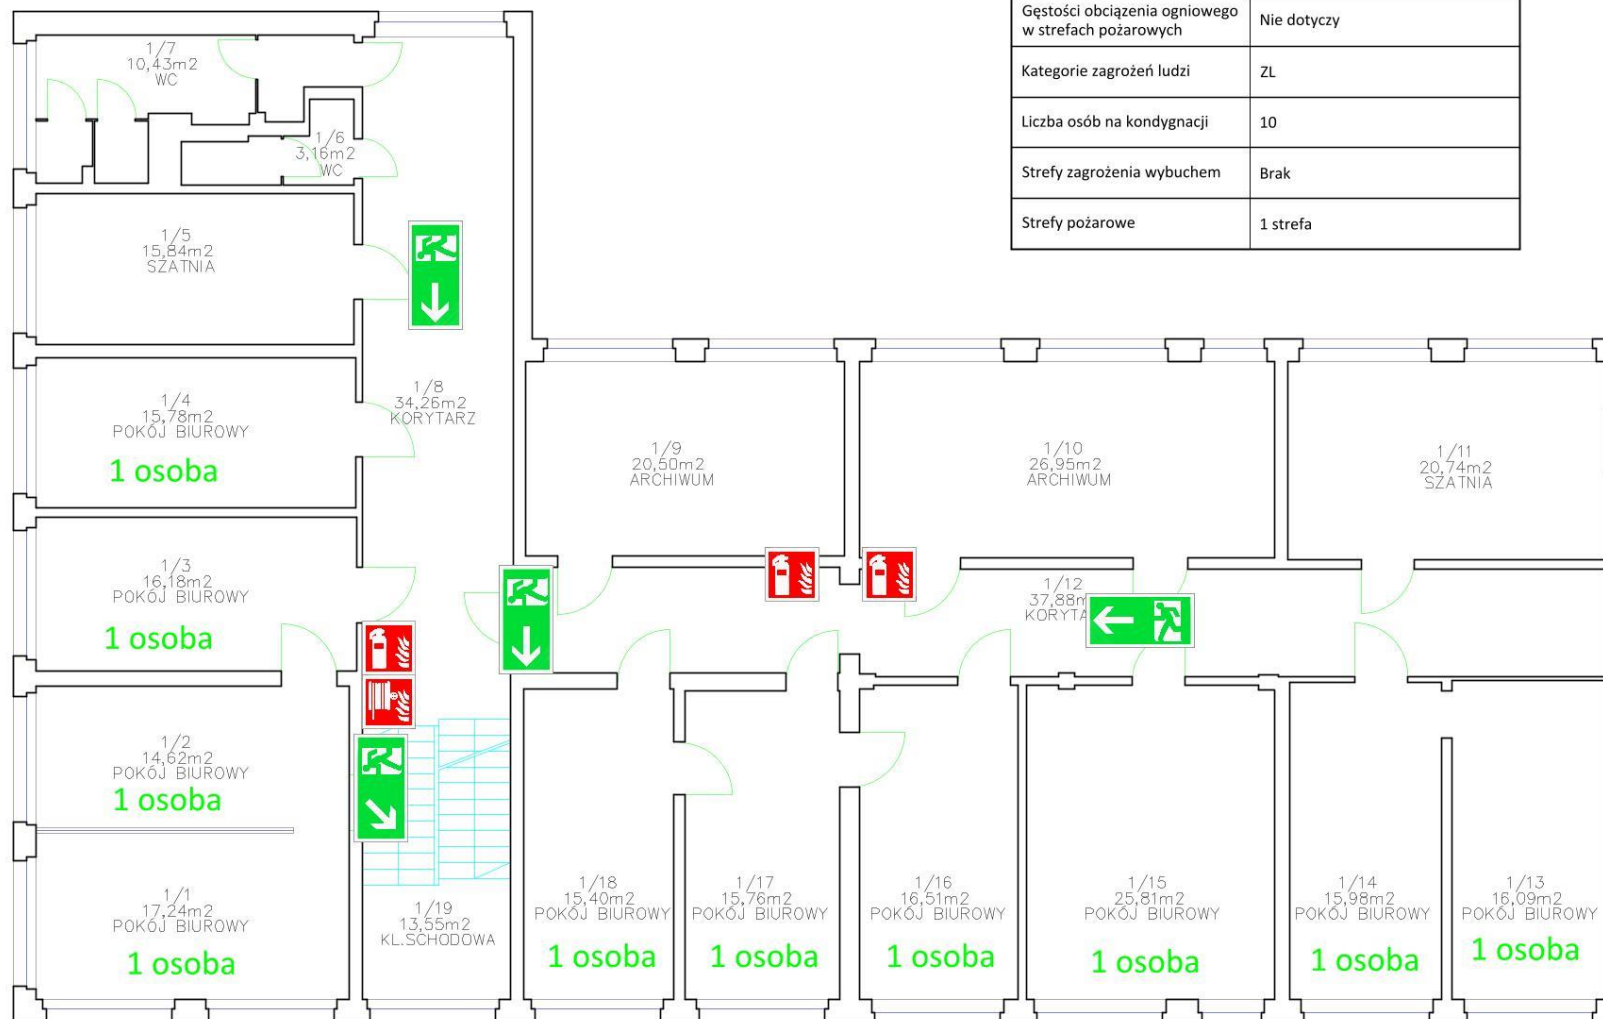 Gęstości obciążenia ogniowego
w strefach pożarowych
Nie dotyczy
Kategorie zagrożeń ludzi
ZL
Liczba osób na kondygnacji
10
Strefy zagrożenia wybuchem
Brak
Strefy pożarowe
1 strefa
1/7
10,43m2
WC
1/6
3,16m2
WC
1/5
15,84m2
SZATNIA
1/8
34,26m2
KORYTARZ
1/4
15,78m2
POKÓJ BIUROWY
1 osoba
1/9
20,50m2
ARCHIWUM
1/10
26,95m2
ARCHIWUM
1/11
20,74m2
SZATNIA
1/3
16,18m2
POKÓJ BIUROWY
1 osoba
1/12
37,88m
KORYTA
1/2
14,62m2
POKÓJ BIUROWY
1 osoba
1/1
17,24m2
POKÓJ BIUROWY
1 osoba
1/19
13,55m2
KL.SCHODOWA
1/18
15,40m2
POKÓJ BIUROWY
1 osoba
1/17
15,76m2
POKÓJ BIUROWY
1 osoba
1/16
16,51m2
POKÓJ BIUROWY
1 osoba
1/15
25,81m2
POKÓJ BIUROWY
1 osoba
1/14
15,98m2
POKÓJ BIUROWY
1 osoba
1/13
16,09m2
POKÓJ BIUROWY
1 osoba